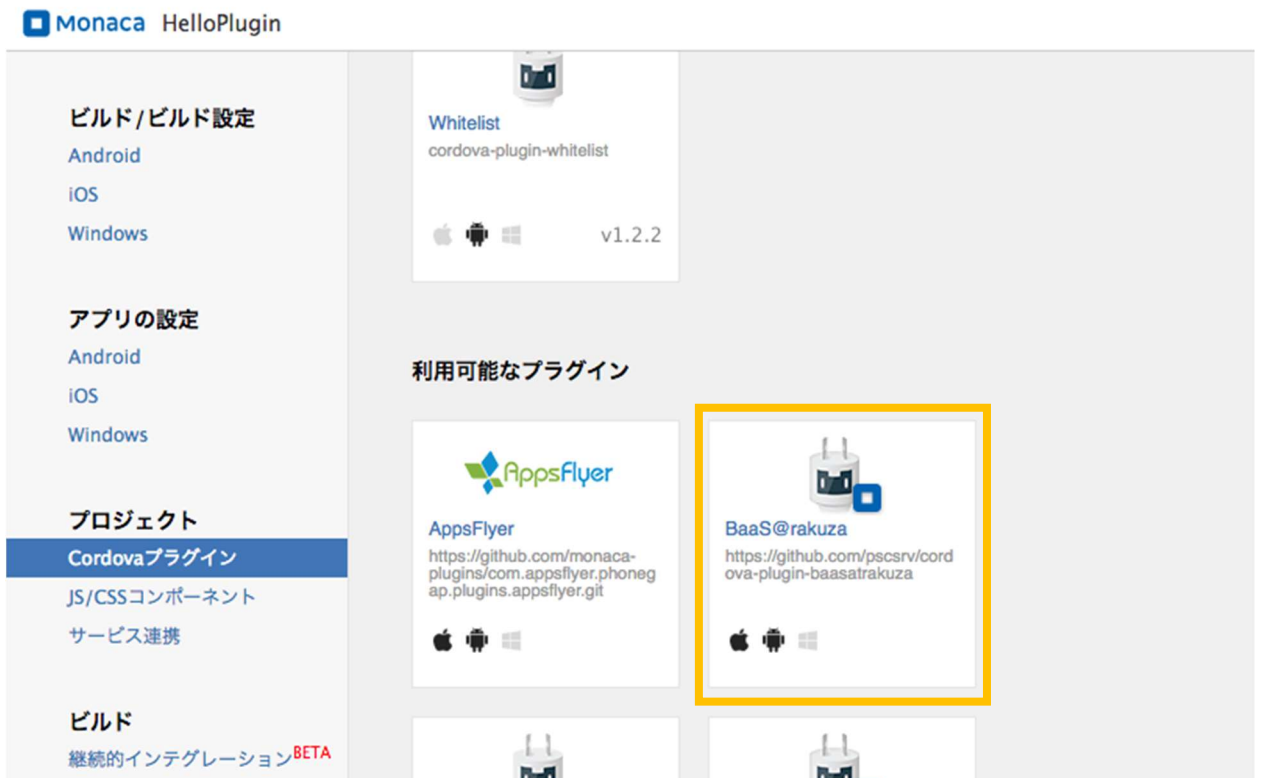 Monaca HelloPlugin
ビルド/ビルド設定
Android
iOS
Windows
アプリの設定
Android
iOS
Windows
プロジェクト
Cordovaプラグイン
JS/CSSコンポーネント
サービス連携
ビルド
継続的インテグレーションBETA
Whitelist
cordova-plugin-whitelist
v1.2.2
利用可能なプラグイン
AppsFlyer
AppsFlyer
https://github.com/monaca-
plugins/com.appsflyer.phoneg
ap.plugins.appsflyer.git
BaaS@rakuza
https://github.com/pscsrv/cord
ova-plugin-baasatrakuza